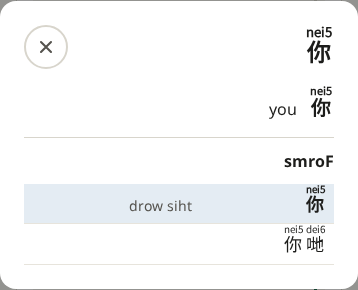 nei5
你
nei5
you 你
smroF
drow siht
nei5
你
nei5 dei6
你 哋